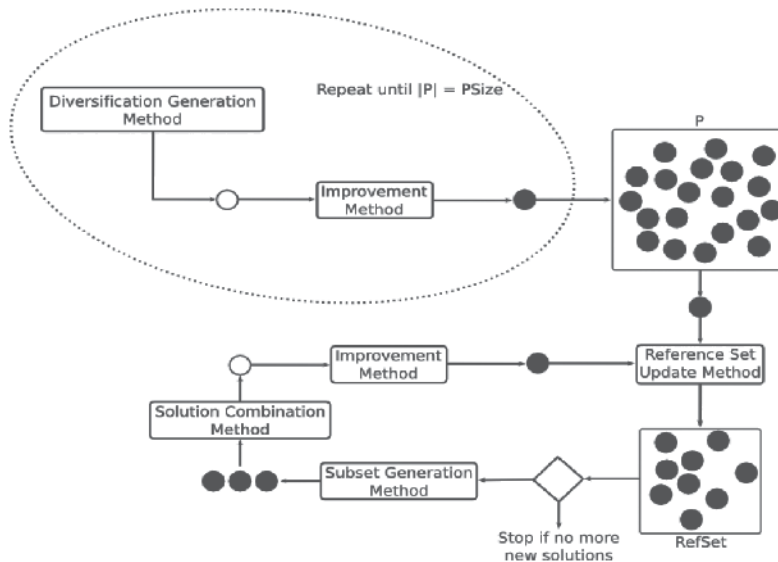 Diversification Generation
Method
Repeat until |P| = PSize
P
Improvement
Method
Improvement
Method
Reference Set
Update Method
Solution Combination
Method
Subset Generation
Method
Stop if no more
new solutions
RefSet